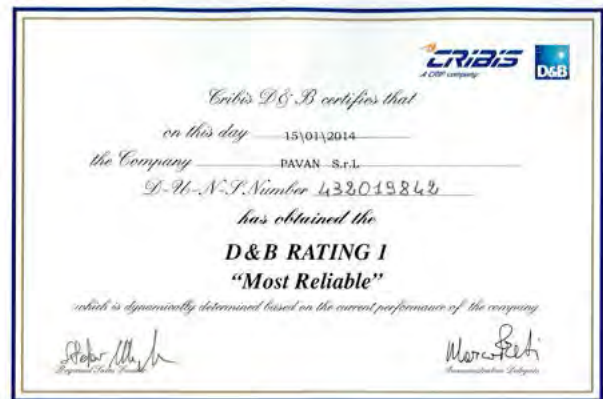 CRIBIS
A CRIF company
D&B
Cribis D&B certifies that
on this day 15\01\2014
the Company PAVAN S.r.l.
D-U-N-S Number 432019842
has obtained the
D&B RATING 1
“Most Reliable”
which is dynamically determined based on the current performance of the company